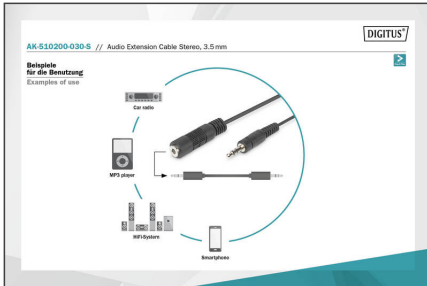 DIGITUS®
AK-510200-030-S // Audio Extension Cable Stereo, 3.5 mm
Beispiele
für die Benutzung
Examples of use
Car radio
MP3 player
HiFi-System
Smartphone